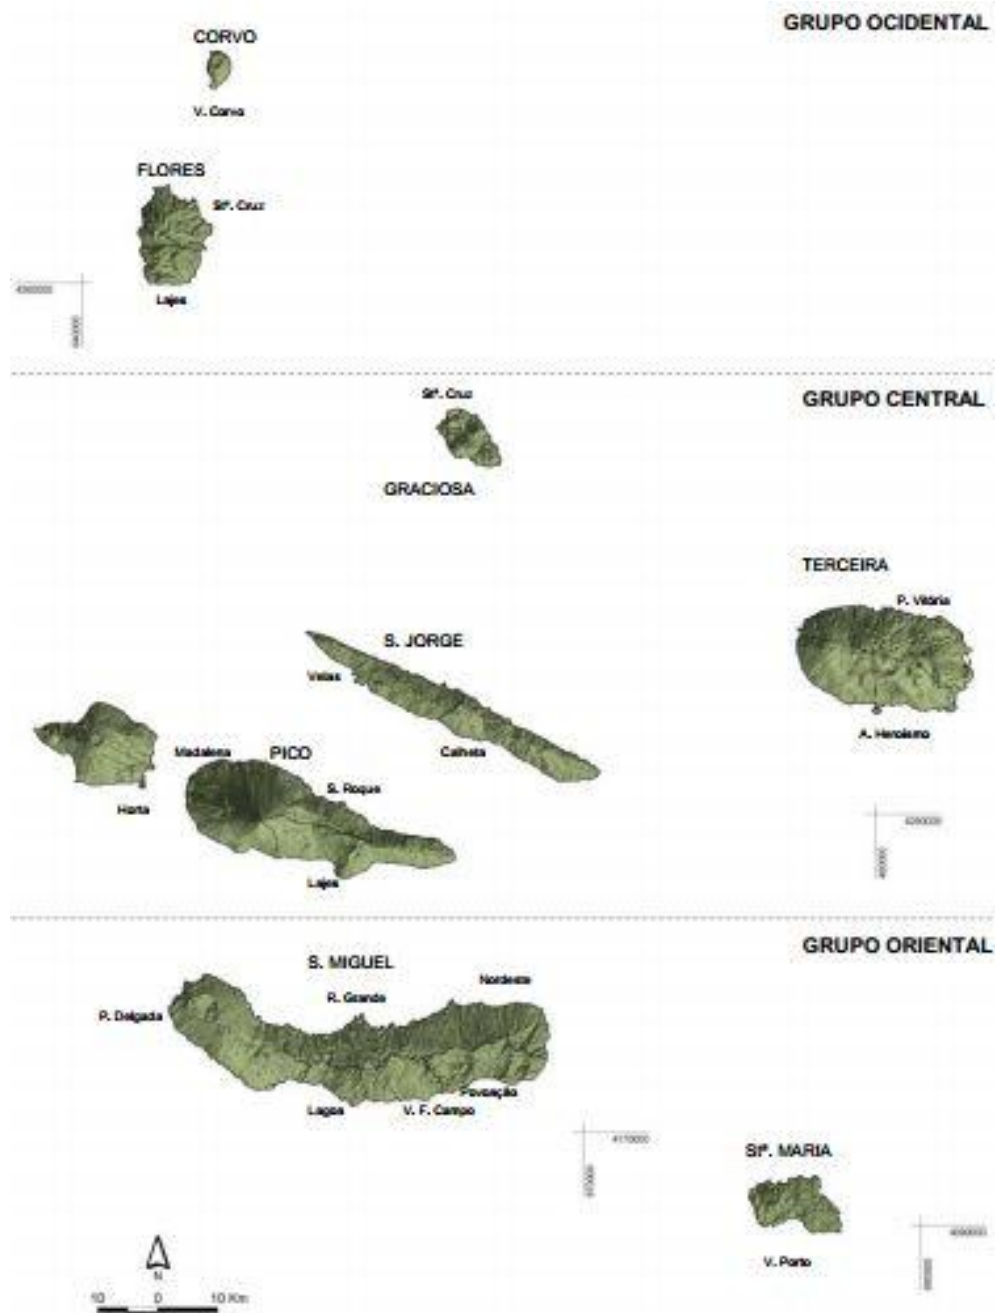 GRUPO OCIDENTAL
CORVO
V. Corvo
FLORES
Stª. Cruz
Lajes
GRUPO CENTRAL
Stª. Cruz
GRACIOSA
TERCEIRA
P. Vitória
S. JORGE
Velas
A. Heroísmo
Calheta
Madalena
PICO
S. Roque
Horta
Lajes
GRUPO ORIENTAL
S. MIGUEL
Nordeste
R. Grande
P. Delgada
Povoação
Lagoa
V. F. Campo
4170000
Stª. MARIA
V. Porto
N
10 0 10 Km